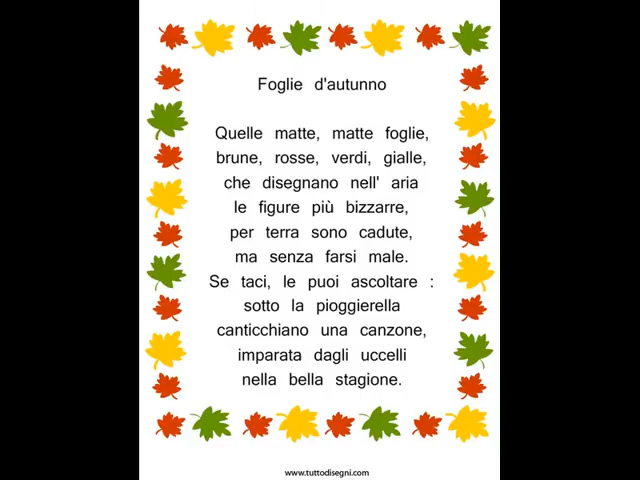 Foglie d'autunno
Quelle matte, matte foglie,
brune, rosse, verdi, gialle,
che disegnano nell' aria
le figure più bizzarre,
per terra sono cadute,
ma senza farsi male.
Se taci, le puoi ascoltare :
sotto la pioggierella
canticchiano una canzone,
imparata dagli uccelli
nella bella stagione.
www.tuttodisegni.com